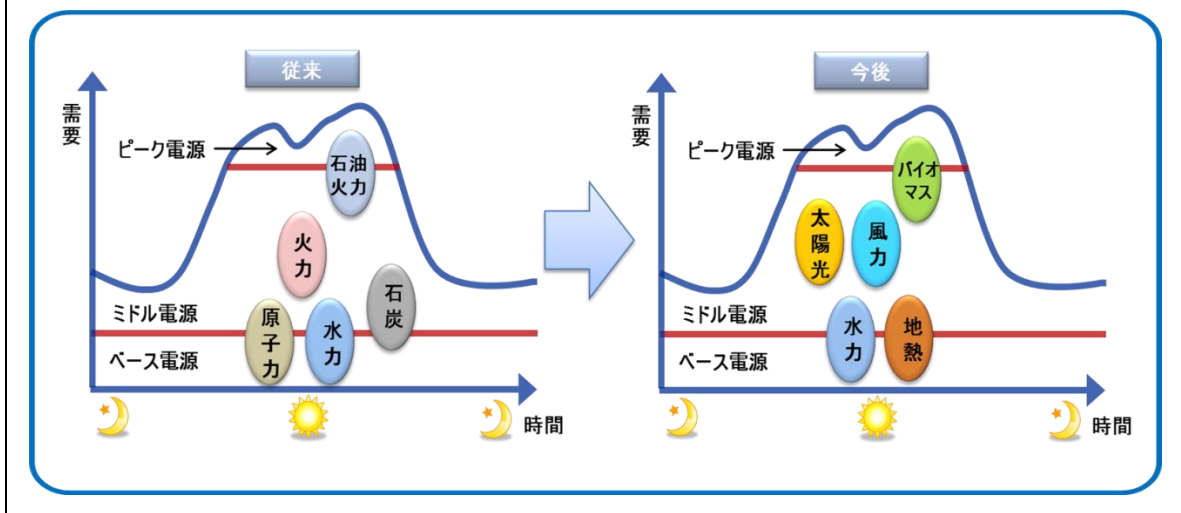 従来
需要
ピーク電源
石油
火力
火力
石炭
ミドル電源
原子力
水力
ベース電源
時間
今後
需要
ピーク電源
バイオ
マス
太陽光
風力
ミドル電源
水力
地熱
ベース電源
時間